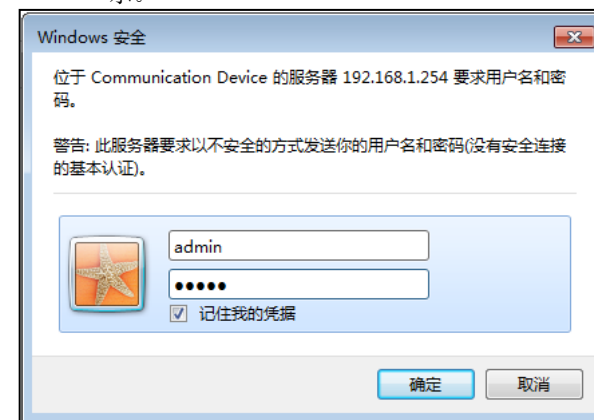 Windows 安全
位于 Communication Device 的服务器 192.168.1.254 要求用户名和密
码。
警告: 此服务器要求以不安全的方式发送你的用户名和密码(没有安全连接
的基本认证)。
admin
●●●●●
记住我的凭据
确定
取消